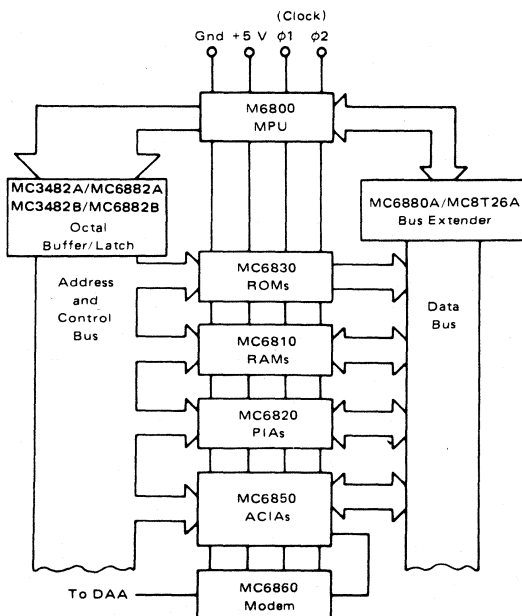 (Clock)
Gnd +5 V ϕ1 ϕ2
M6800
MPU
MC3482A/MC6882A
MC3482B/MC6882B
Octal
Buffer/Latch
MC6880A/MC8T26A
Bus Extender
Address
and
Control
Bus
MC6830
ROMs
Data
Bus
MC6810
RAMs
MC6820
PIAs
MC6850
ACIAs
To DAA
MC6860
Modem